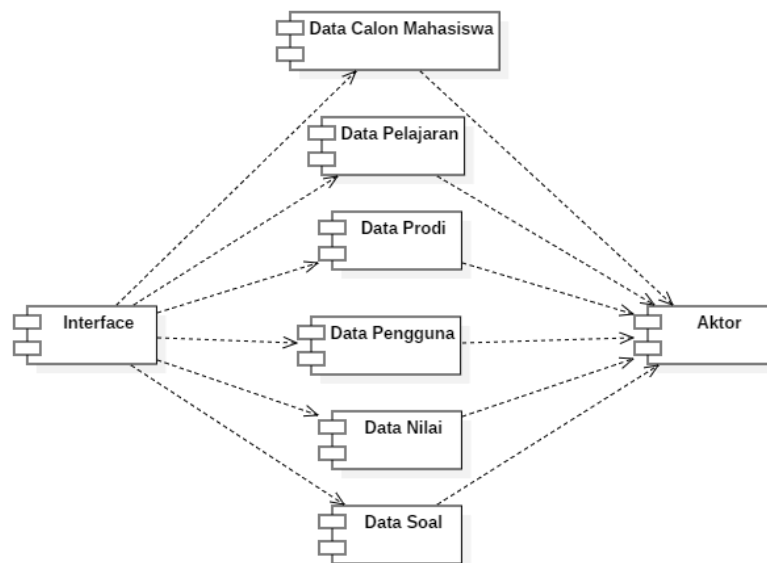 Data Calon Mahasiswa
Data Pelajaran
Data Prodi
Interface
Data Pengguna
Aktor
Data Nilai
Data Soal